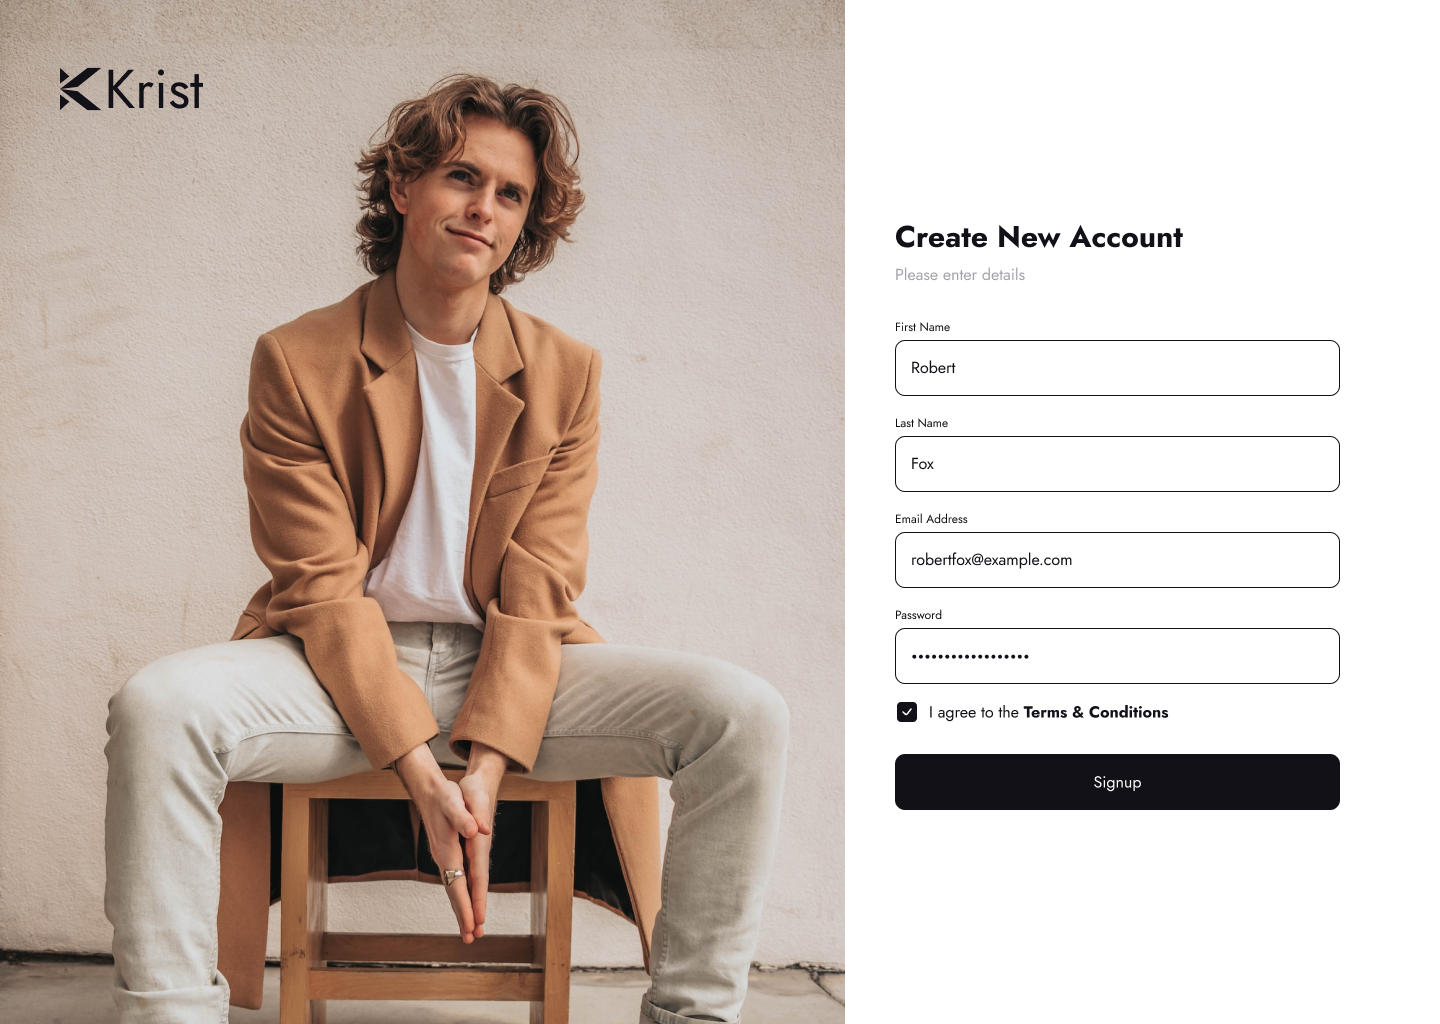 Krist
Create New Account
Please enter details
First Name
Robert
Last Name
Fox
Email Address
robertfox@example.com
Password
••••••••••••••••••
I agree to the Terms & Conditions
Signup